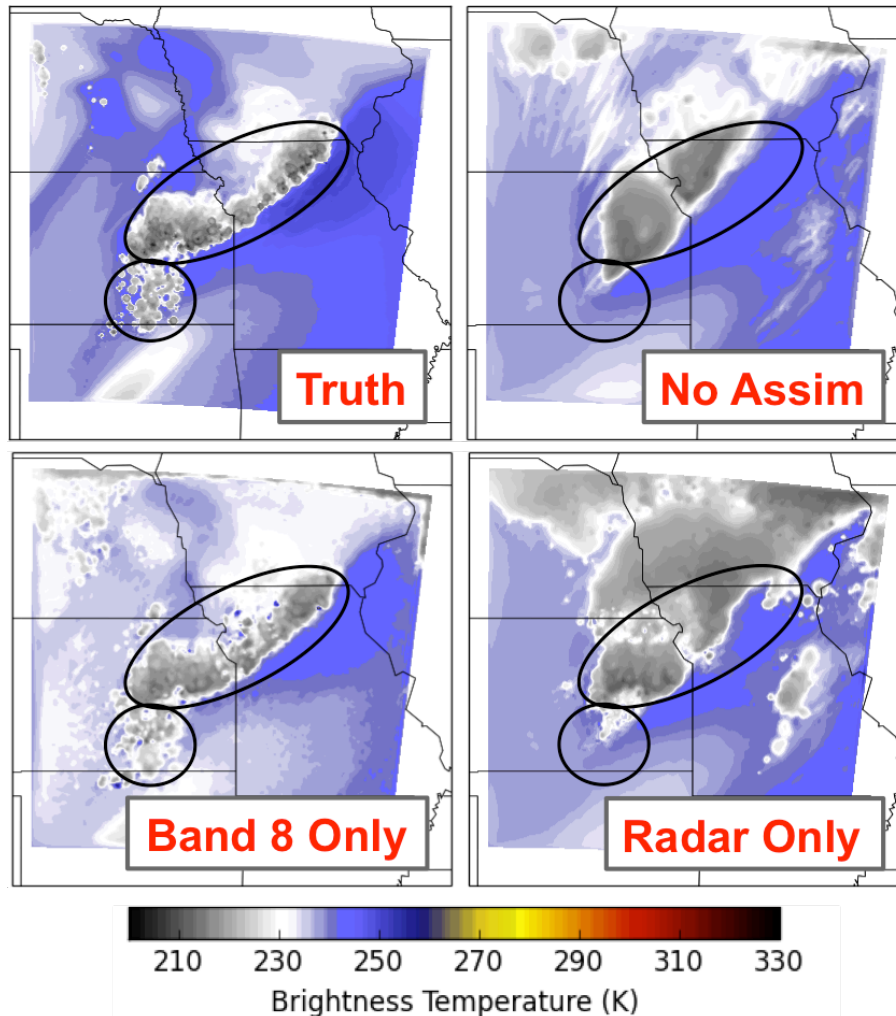 Truth
No Assim
Band 8 Only
Radar Only
210 230 250 270 290 310 330
Brightness Temperature (K)